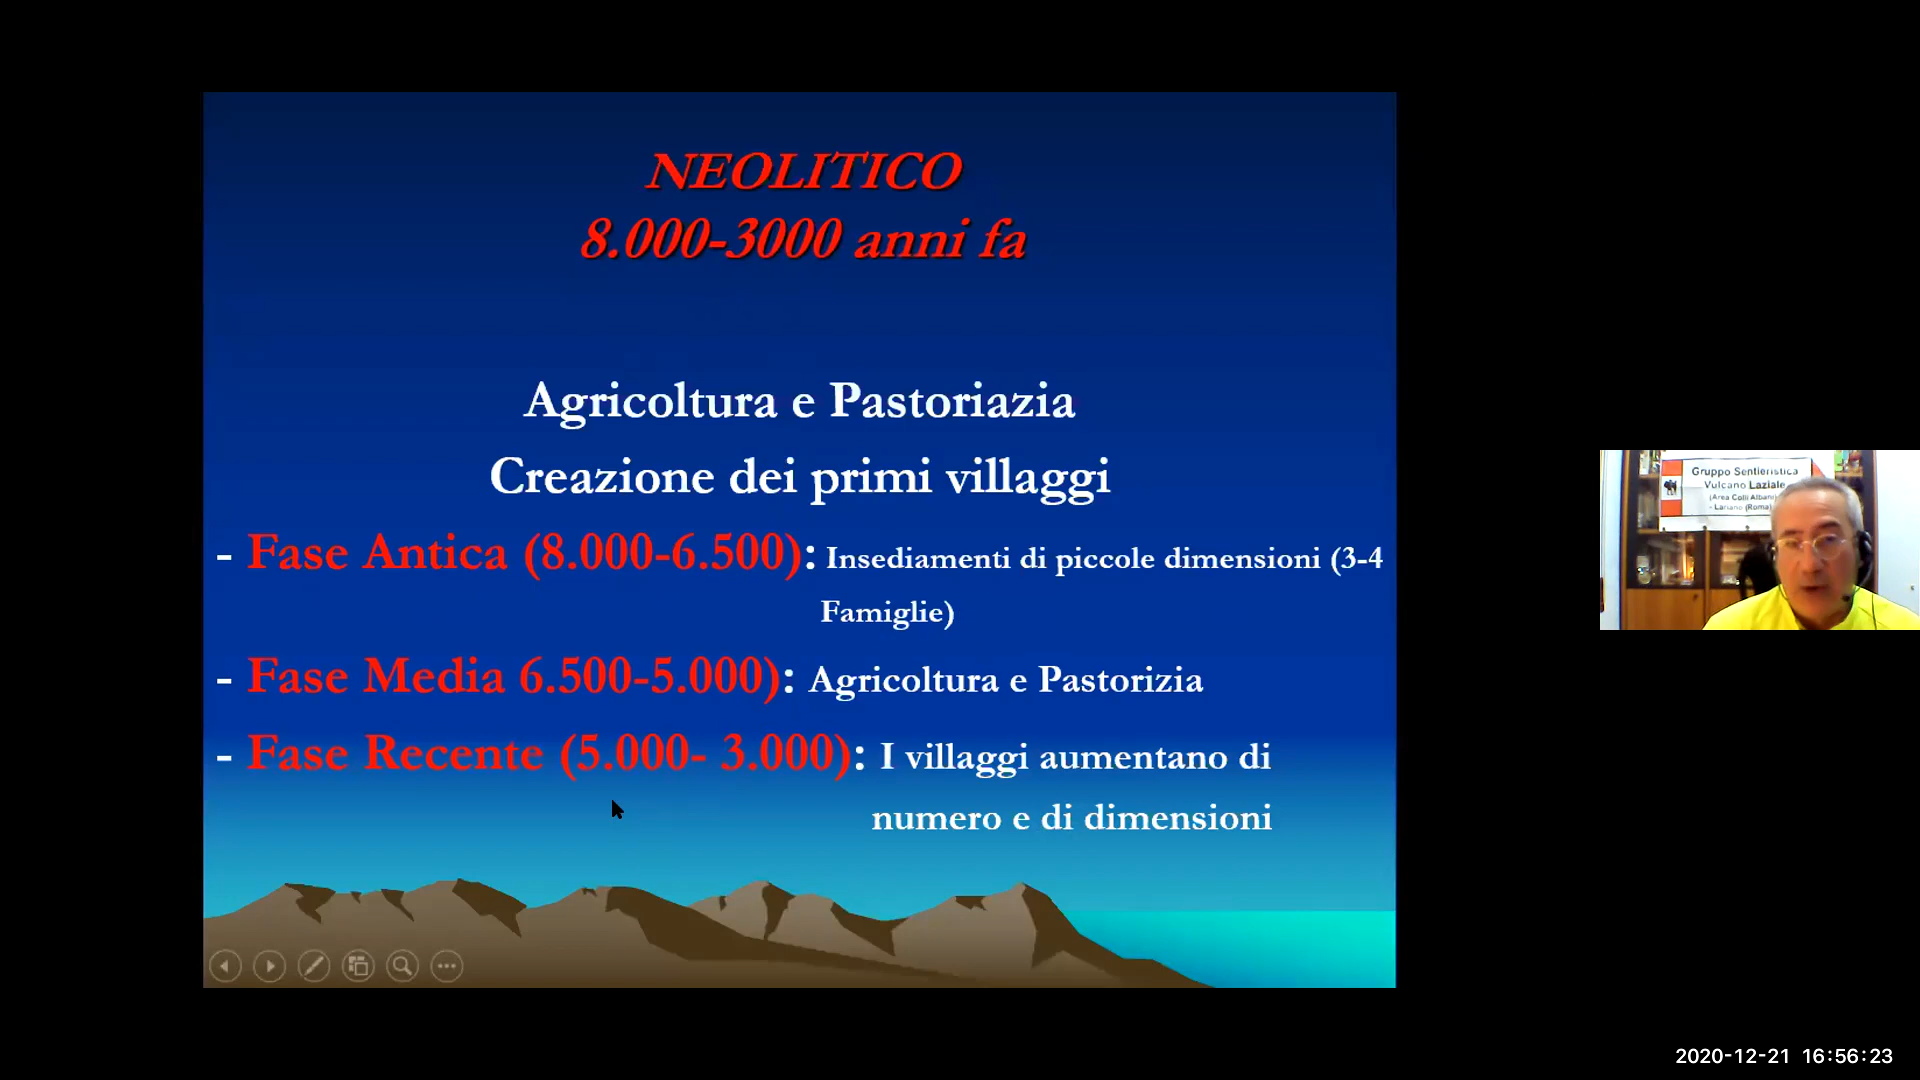 NEOLITICO
8.000-3000 anni fa
Agricoltura e Pastoriazia
Creazione dei primi villaggi
- Fase Antica (8.000-6.500): Insediamenti di piccole dimensioni (3-4
Famiglie)
- Fase Media 6.500-5.000): Agricoltura e Pastorizia
- Fase Recente (5.000- 3.000): I villaggi aumentano di
numero e di dimensioni
Gruppo Sentieristica
Vulcano Laziale
(Area Colli Albani)
- Lariano (Roma)
2020-12-21 16:56:23